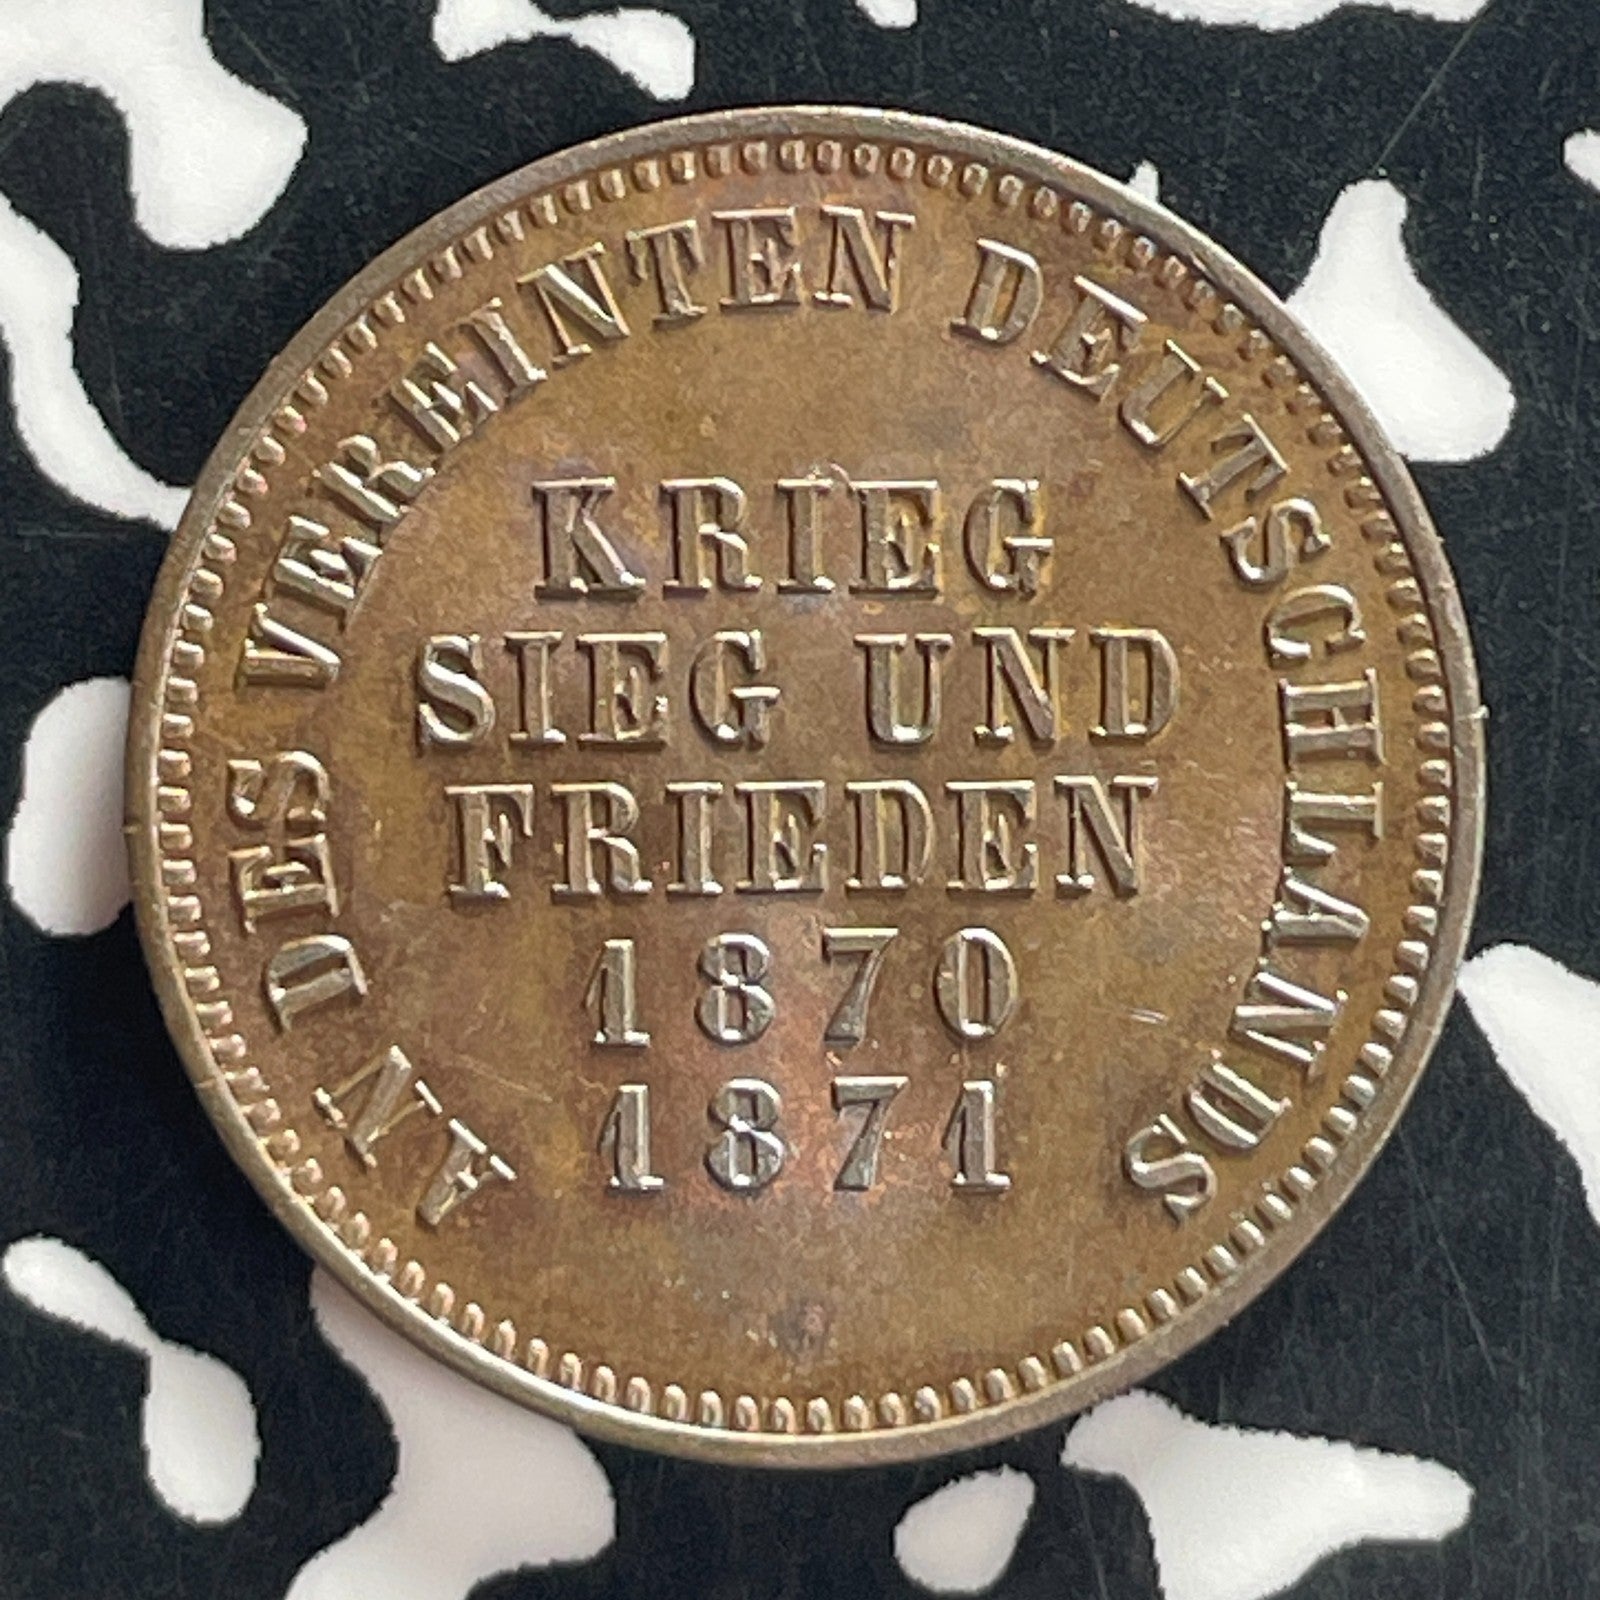 AN DES VEREINTEN DEUTSCHLANDS
KRIEG
SIEG UND
FRIEDEN
1870
1871